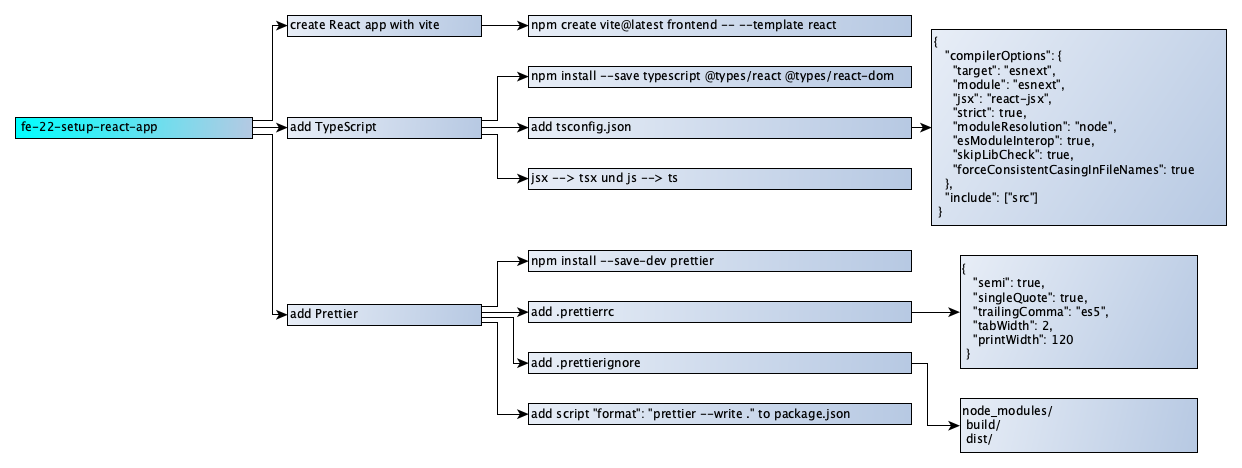 fe-22-setup-react-app
create React app with vite
npm create vite@latest frontend -- --template react
add TypeScript
npm install --save typescript @types/react @types/react-dom
add tsconfig.json
{
"compilerOptions": {
"target": "esnext",
"module": "esnext",
"jsx": "react-jsx",
"strict": true,
"moduleResolution": "node",
"esModuleInterop": true,
"skipLibCheck": true,
"forceConsistentCasingInFileNames": true
},
"include": ["src"]
}
jsx --> tsx und js --> ts
add Prettier
npm install --save-dev prettier
add .prettierrc
{
"semi": true,
"singleQuote": true,
"trailingComma": "es5",
"tabWidth": 2,
"printWidth": 120
}
add .prettierignore
node_modules/
build/
dist/
add script "format": "prettier --write ." to package.json